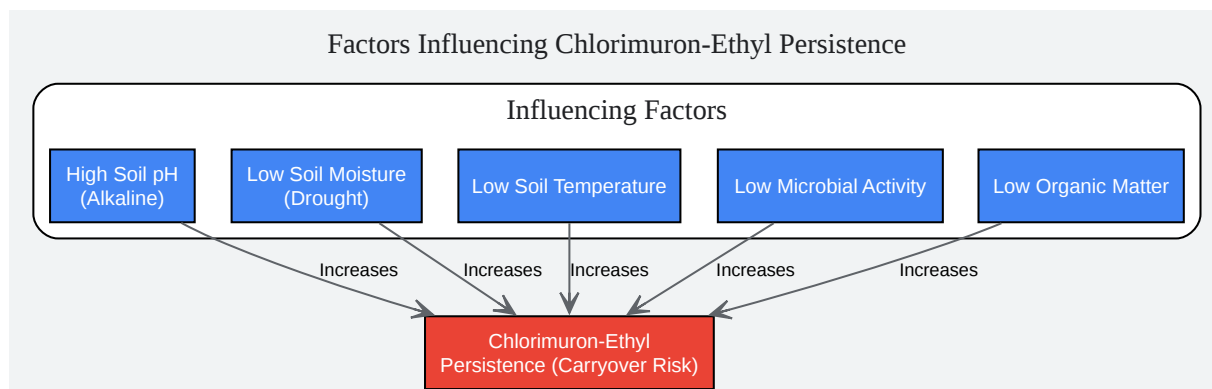 Factors Influencing Chlorimuron-Ethyl Persistence
Influencing Factors
High Soil pH
(Alkaline)
Low Soil Moisture
(Drought)
Low Soil Temperature
Low Microbial Activity
Low Organic Matter
Increases
Increases
Increases
Increases
Increases
Chlorimuron-Ethyl
Persistence (Carryover Risk)